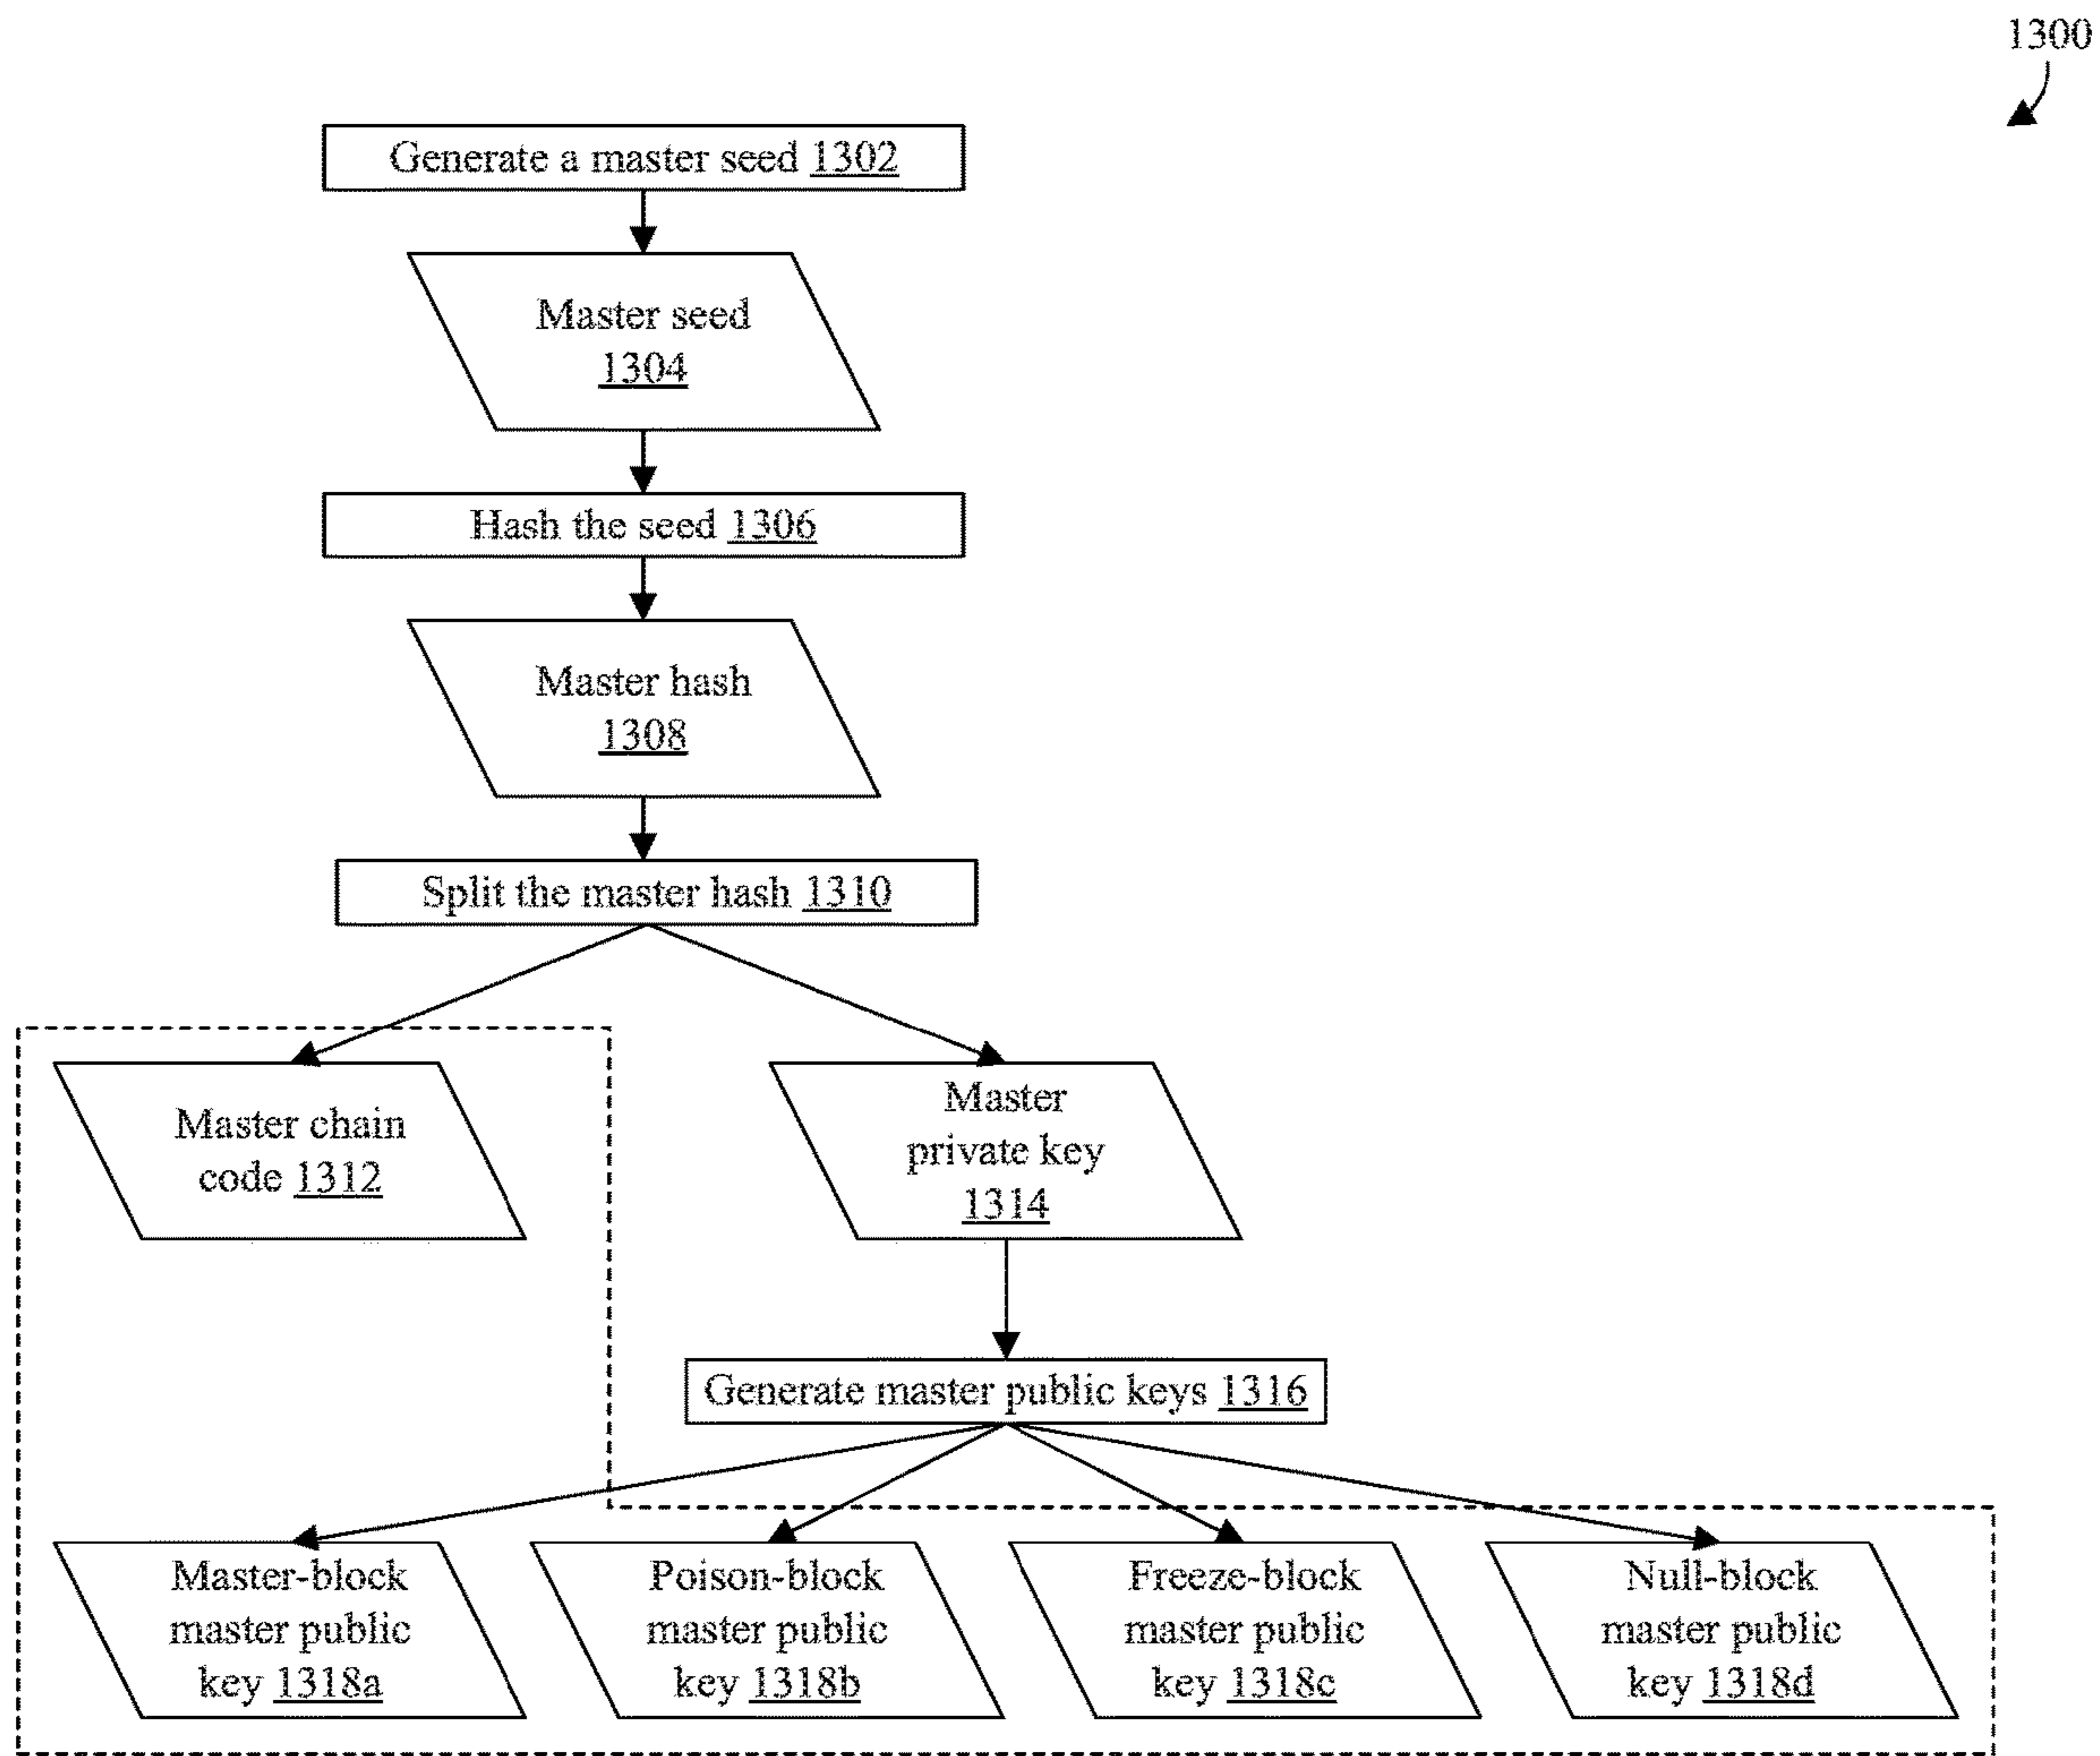 1300
Generate a master seed 1302
Master seed
1304
Hash the seed 1306
Master hash
1308
Split the master hash 1310
Master chain
code 1312
Master
private key
1314
Generate master public keys 1316
Master-block
master public
key 1318a
Poison-block
master public
key 1318b
Freeze-block
master public
key 1318c
Null-block
master public
key 1318d